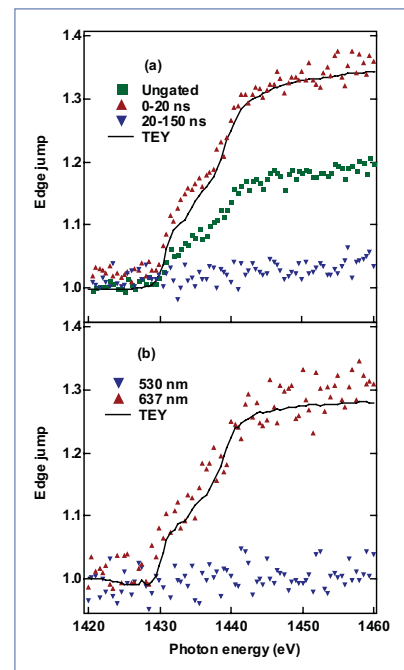 1.4
(a)
Ungated
0-20 ns
20-150 ns
TEY
1.3
1.2
1.1
1.0
Edge jump
1.4
(b)
530 nm
637 nm
TEY
1.3
1.2
1.1
1.0
Edge jump
1420 1430 1440 1450 1460
Photon energy (eV)